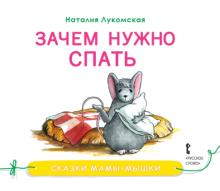 Наталия Лукомская
ЗАЧЕМ НУЖНО
СПАТЬ
«РУССКОЕ
СЛОВО»
СКАЗКИ МАМЫ-МЫШКИ